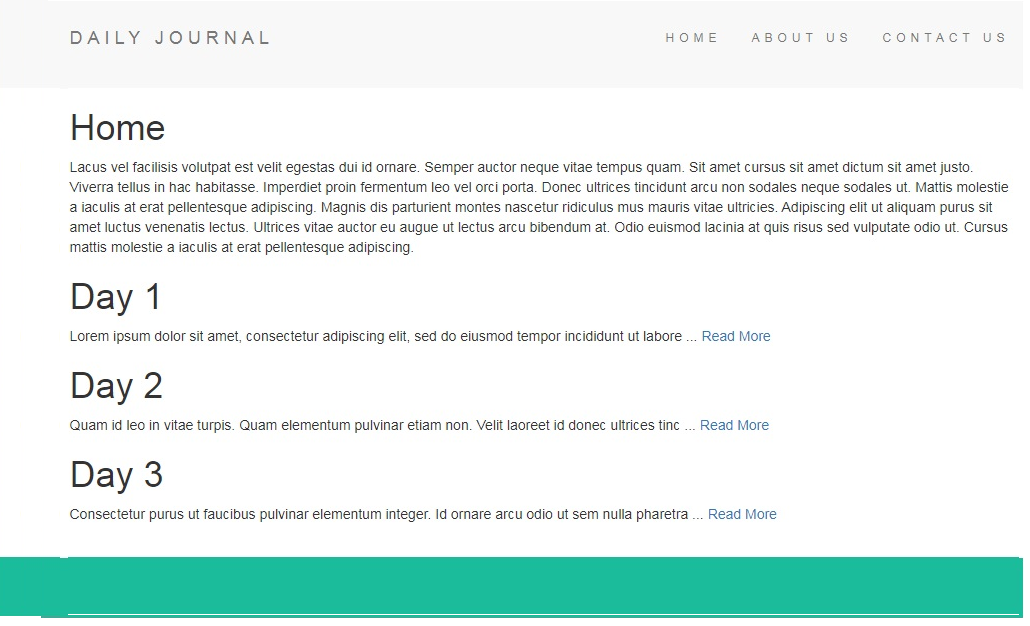 DAILY JOURNAL
HOME ABOUT US CONTACT US
Home
Lacus vel facilisis volutpat est velit egestas dui id ornare. Semper auctor neque vitae tempus quam. Sit amet cursus sit amet dictum sit amet justo.
Viverra tellus in hac habitasse. Imperdiet proin fermentum leo vel orci porta. Donec ultrices tincidunt arcu non sodales neque sodales ut. Mattis molestie
a iaculis at erat pellentesque adipiscing. Magnis dis parturient montes nascetur ridiculus mus mauris vitae ultricies. Adipiscing elit ut aliquam purus sit
amet luctus venenatis lectus. Ultrices vitae auctor eu augue ut lectus arcu bibendum at. Odio euismod lacinia at quis risus sed vulputate odio ut. Cursus
mattis molestie a iaculis at erat pellentesque adipiscing.
Day 1
Lorem ipsum dolor sit amet, consectetur adipiscing elit, sed do eiusmod tempor incididunt ut labore ... Read More
Day 2
Quam id leo in vitae turpis. Quam elementum pulvinar etiam non. Velit laoreet id donec ultrices tinc ... Read More
Day 3
Consectetur purus ut faucibus pulvinar elementum integer. Id ornare arcu odio ut sem nulla pharetra ... Read More